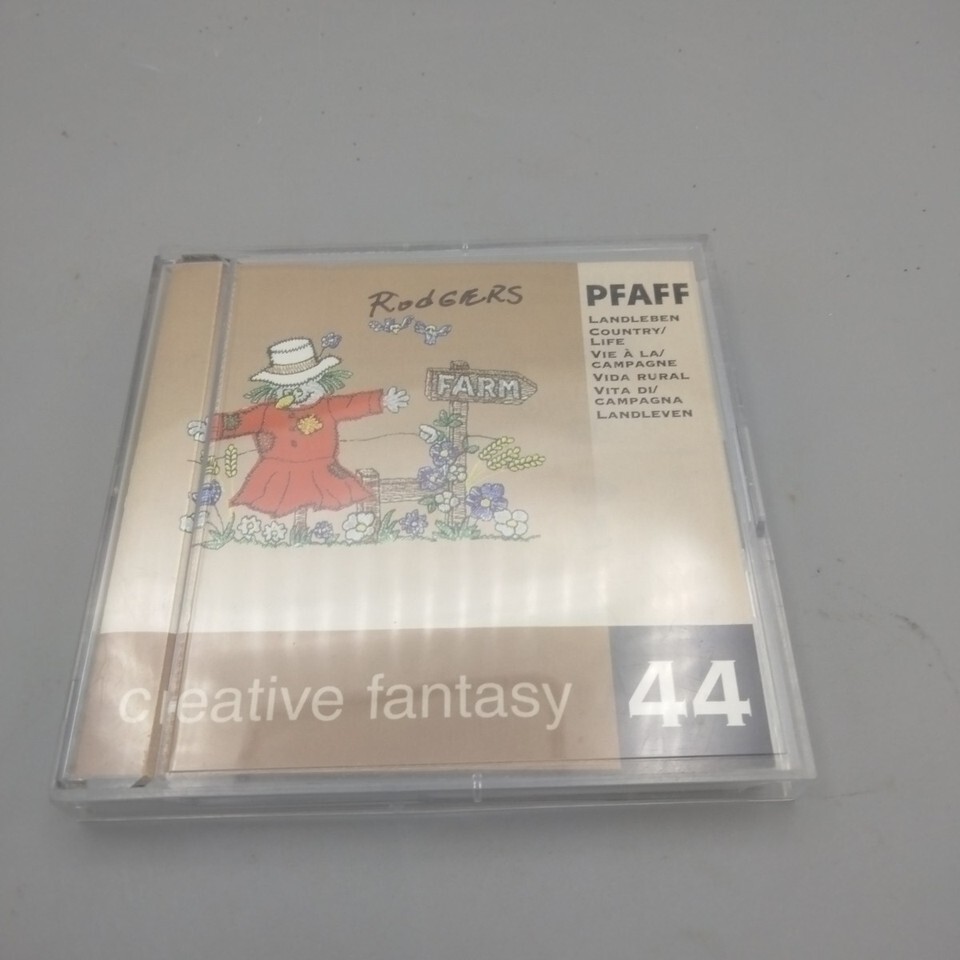 RodGERS
FARM
PFAFF
LANDLEBEN
COUNTRY/
LIFE
VIE À LA/
CAMPAGNE
VIDA RURAL
VITA DI/
CAMPAGNA
LANDLEVEN
creative fantasy
44